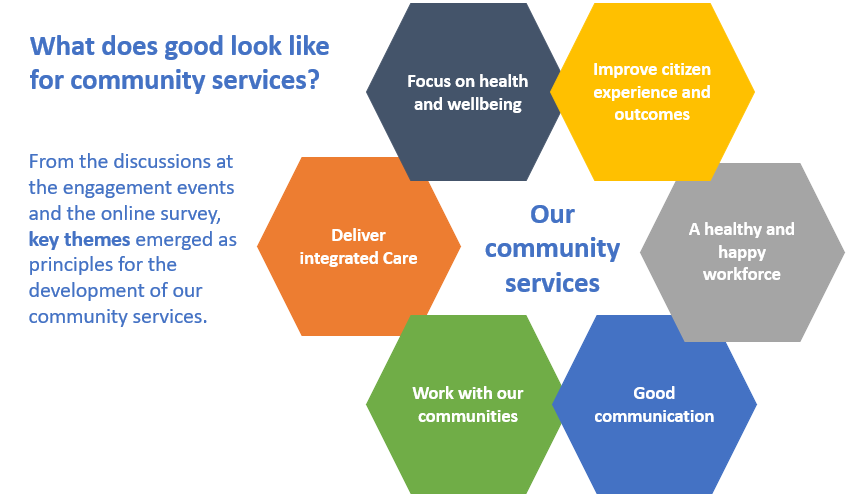 What does good look like
for community services?
From the discussions at
the engagement events
and the online survey,
key themes emerged as
principles for the
development of our
community services.
Focus on health
and wellbeing
Improve citizen
experience and
outcomes
Deliver
integrated Care
Our
community
services
A healthy and
happy
workforce
Work with our
communities
Good
communication